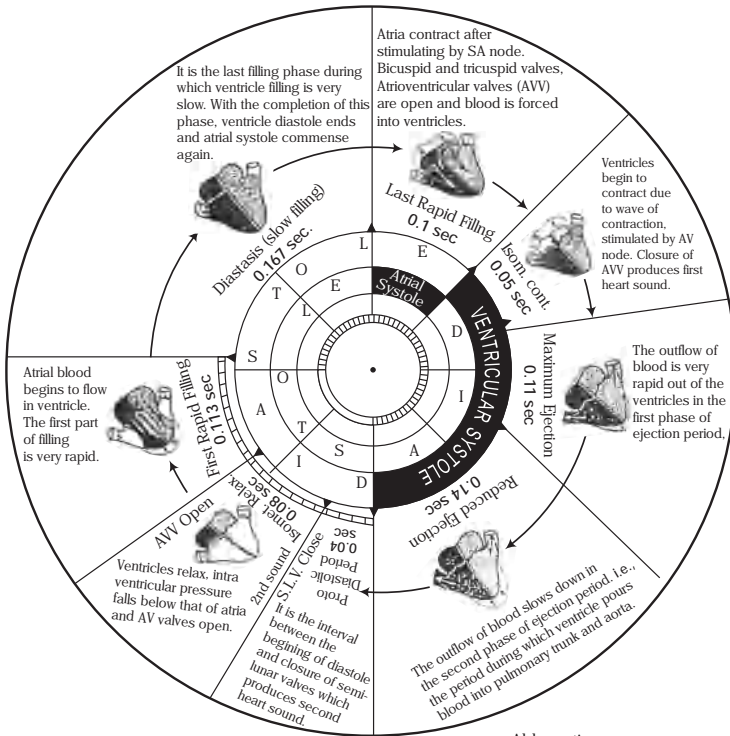 Atria contract after
stimulating by SA node.
Bicuspid and tricuspid valves,
Atrioventricular valves (AVV)
are open and blood is forced
into ventricles.
Last Rapid Fillng
0.1 sec
Ventricles
begin to
contract due
to wave of
contraction,
stimulated by AV
node. Closure of
AVV produces first
heart sound.
Isom. cont.
0.05 sec
The outflow of
blood is very
rapid out of the
ventricles in the
first phase of
ejection period,
Maximum Ejection
0.11 sec
Reduced Ejection
0.14 sec
The outflow of blood slows down in
the second phase of ejection period. i.e.,
the period during which ventricle pours
blood into pulmonary trunk and aorta.
Proto
Diastolic
Period
0.04
sec
S.L.V. Close
2nd sound
It is the interval
between the
begining of diastole
and closure of semi-
lunar valves which
produces second
heart sound.
Isomet. Relax.
0.08 sec
AVV Open
Ventricles relax, intra
ventricular pressure
falls below that of atria
and AV valves open.
First Rapid Filling
0.13 sec
Atrial blood
begins to flow
in ventricle.
The first part
of filling
is very rapid.
It is the last filling phase during
which ventricle filling is very
slow. With the completion of this
phase, ventricle diastole ends
and atrial systole commense
again.
Diastasis (slow filling)
0.167 sec.
Atrial
Systole
VENTRICULAR SYSTOLE
D I A S T O L E
D I A S T O L E